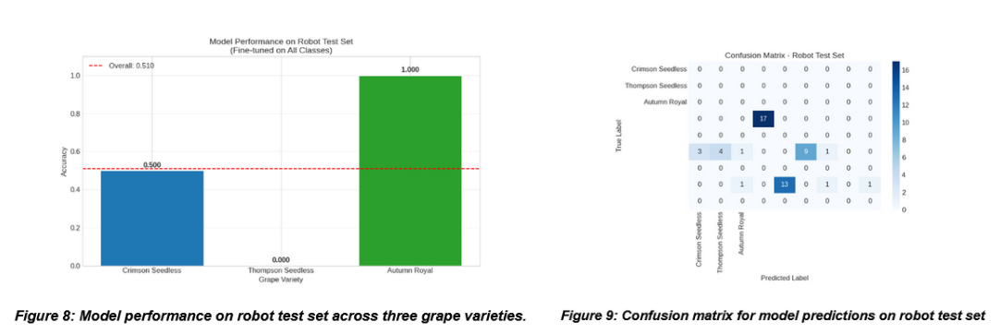 Model Performance on Robot Test Set
(Fine-tuned on All Classes)
Overall: 0.510
Accuracy
1.0
0.8
0.6
0.4
0.2
0.0
0.500
0.000
1.000
Crimson Seedless
Thompson Seedless
Autumn Royal
Grape Variety
Figure 8: Model performance on robot test set across three grape varieties.
Confusion Matrix - Robot Test Set
True Label
Crimson Seedless 0 0 0 0 0 0 0 0 0
Thompson Seedless 0 0 0 0 0 0 0 0 0
Autumn Royal 0 0 0 0 0 0 0 0 0
0 0 0 17 0 0 0 0 0
0 0 0 0 0 0 0 0 0
3 4 1 0 0 9 1 0 0
0 0 0 0 0 0 0 0 0
0 0 1 0 13 0 1 0 1
0 0 0 0 0 0 0 0 0
Crimson Seedless
Thompson Seedless
Autumn Royal
Predicted Label
16
14
12
10
8
6
4
2
0
Figure 9: Confusion matrix for model predictions on robot test set